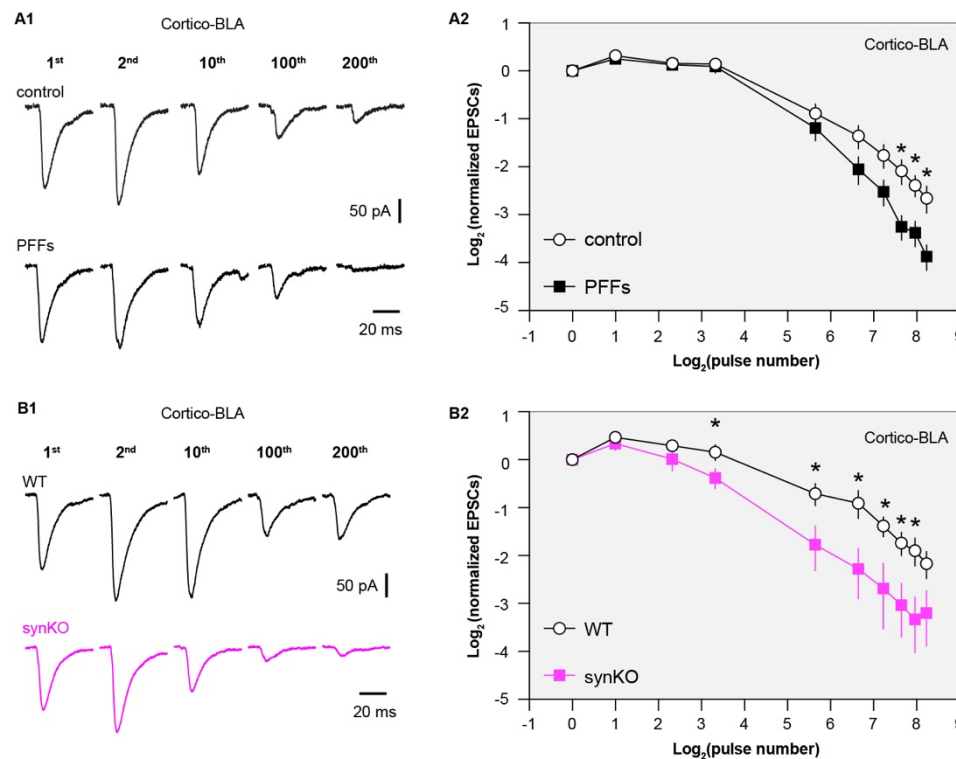 A1
Cortico-BLA
1st 2nd 10th 100th 200th
control
50 pA
PFFs
20 ms
A2
Cortico-BLA
1
0
-1
-2
-3
-4
-5
Log2 (normalized EPSCs)
* * *
control
PFFs
-1 0 1 2 3 4 5 6 7 8 9
Log2(pulse number)
B1
Cortico-BLA
1st 2nd 10th 100th 200th
WT
50 pA
synKO
20 ms
B2
Cortico-BLA
1
0
-1
-2
-3
-4
-5
Log2 (normalized EPSCs)
* * * * * *
WT
synKO
-1 0 1 2 3 4 5 6 7 8 9
Log2(pulse number)